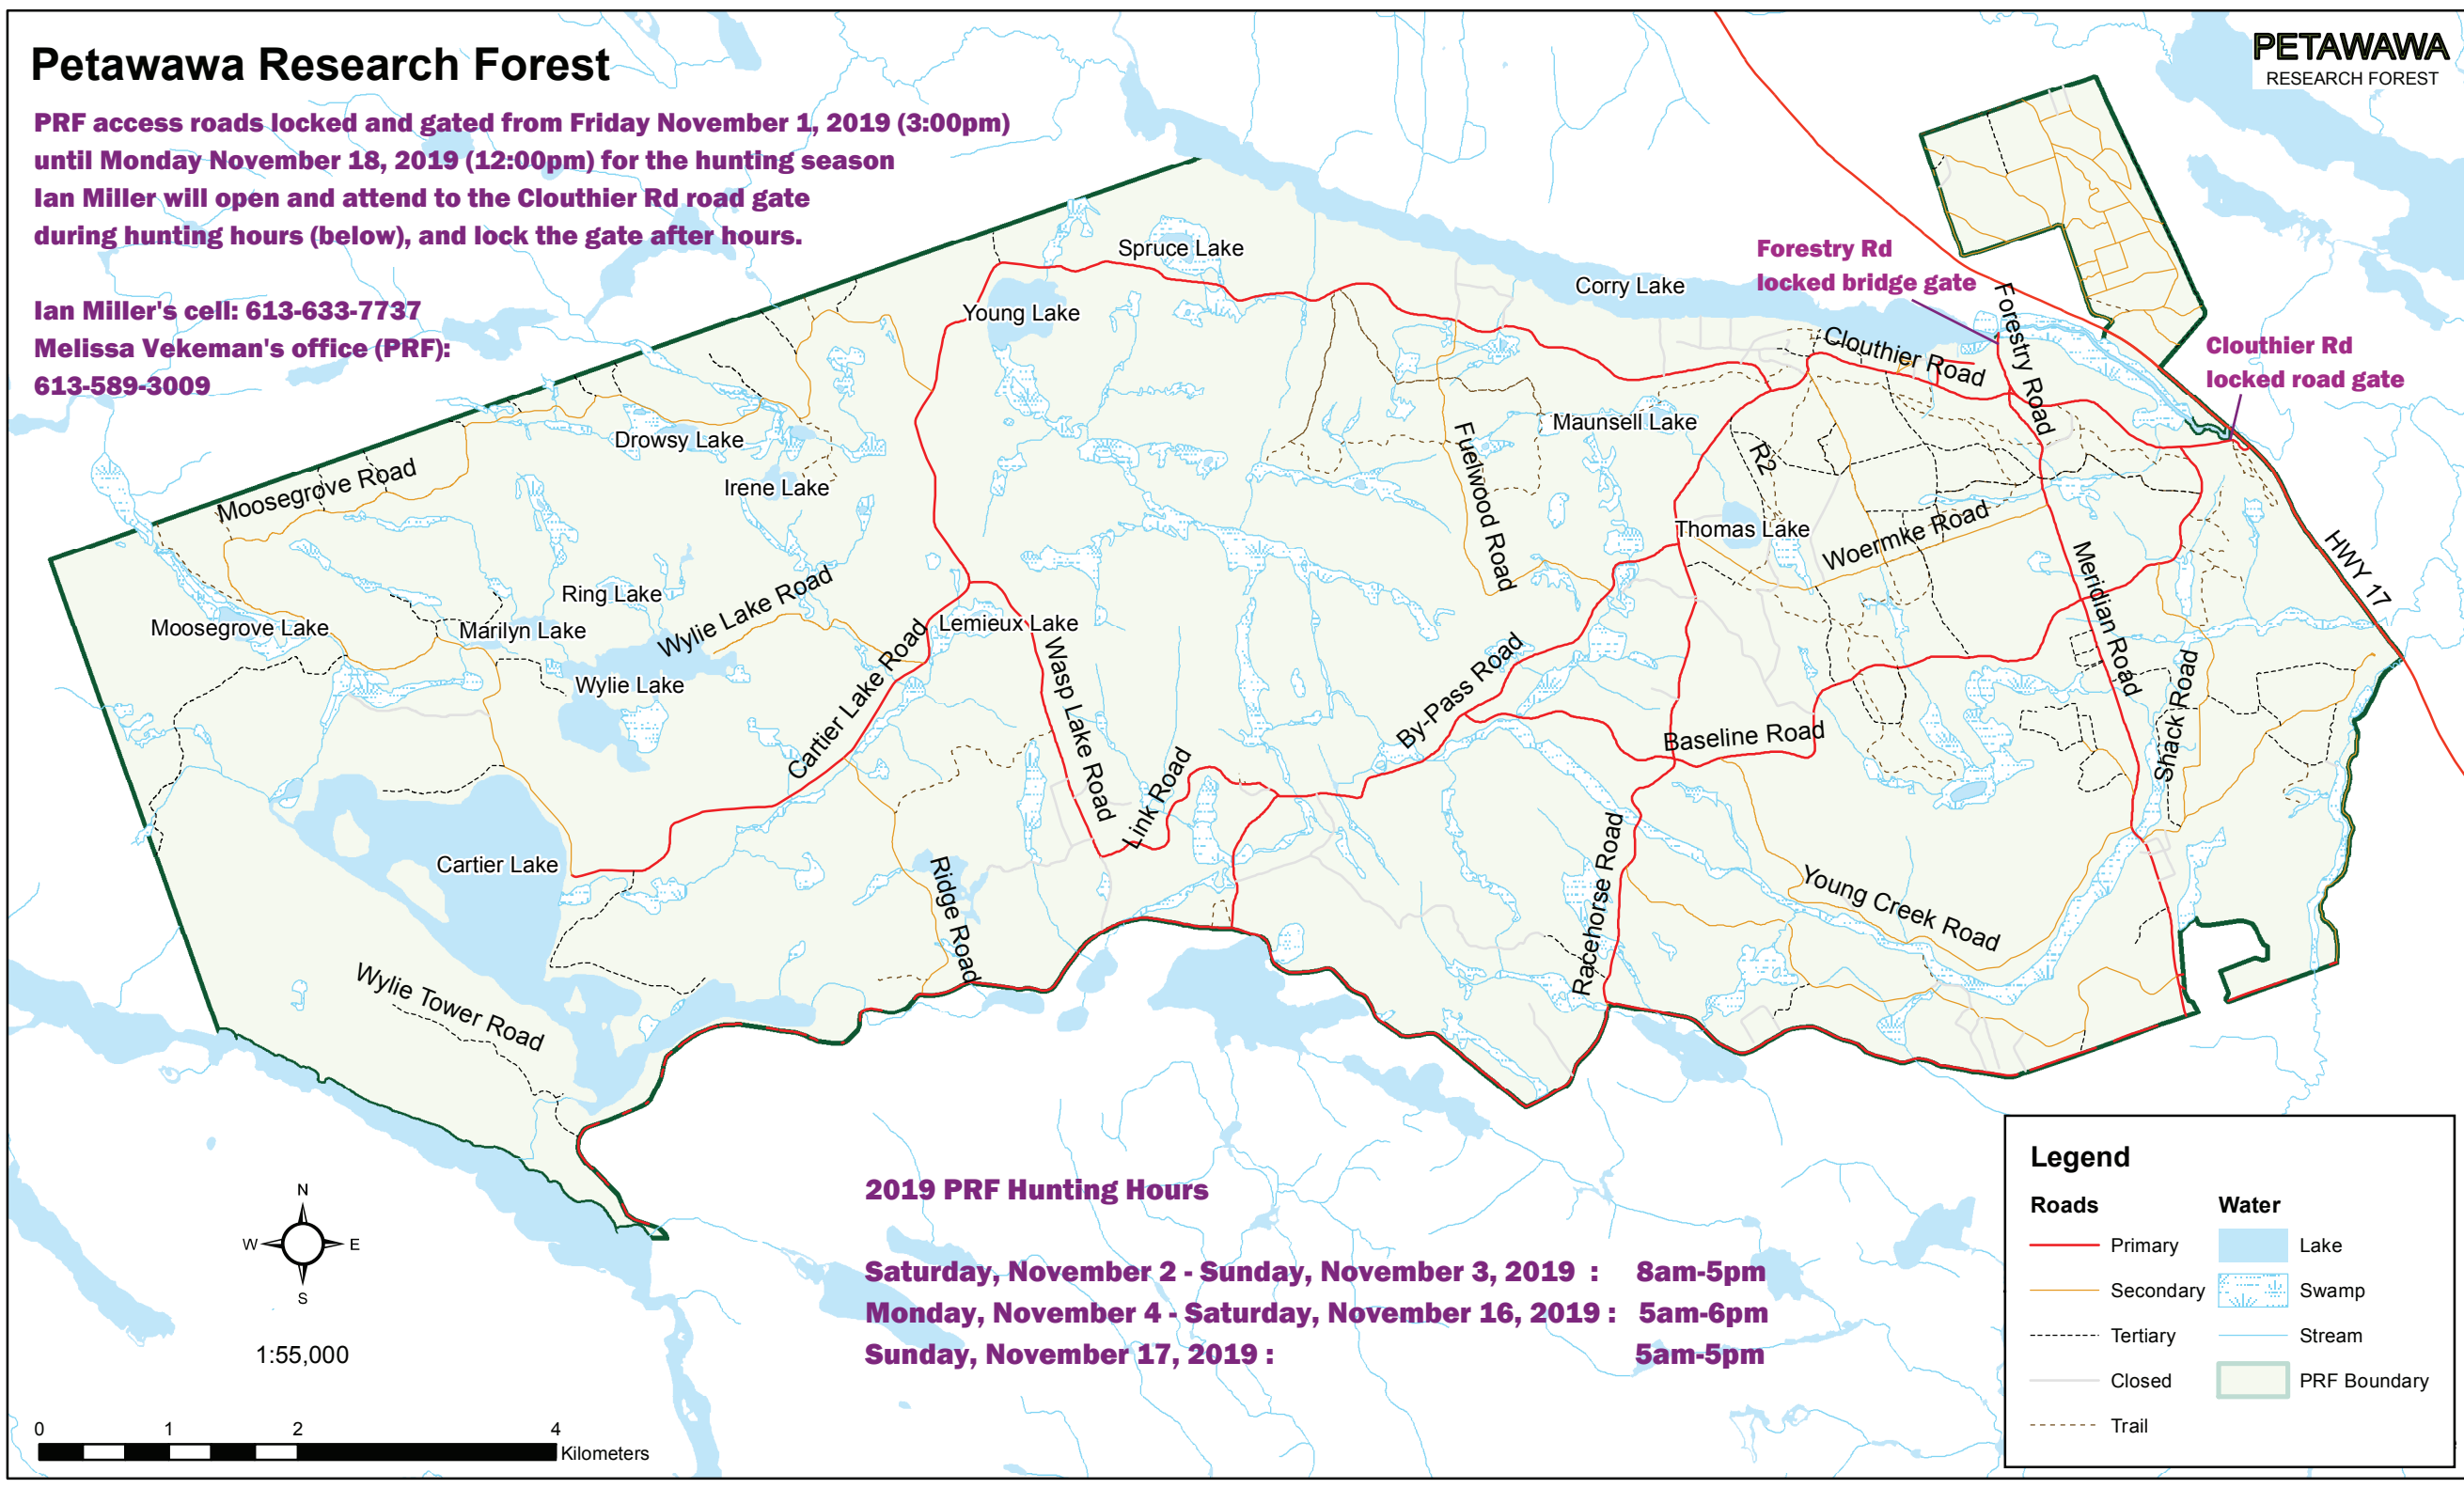 Petawawa Research Forest
PRF access roads locked and gated from Friday November 1, 2019 (3:00pm)
until Monday November 18, 2019 (12:00pm) for the hunting season
Ian Miller will open and attend to the Clouthier Rd road gate
during hunting hours (below), and lock the gate after hours.
Ian Miller's cell: 613-633-7737
Melissa Vekeman's office (PRF):
613-589-3009
PETAWAWA
RESEARCH FOREST
Forestry Rd
locked bridge gate
Clouthier Rd
locked road gate
Spruce Lake
Young Lake
Corry Lake
Clouthier Road
Forestry Road
Drowsy Lake
Maunsell Lake
Irene Lake
Moosegrove Road
Fuelwood Road
R2
Thomas Lake
Woermke Road
HWY 17
Ring Lake
Wylie Lake Road
Moosegrove Lake
Marilyn Lake
Lemieux Lake
Meridian Road
Wylie Lake
Cartier Lake Road
Wasp Lake Road
Link Road
By-Pass Road
Baseline Road
Shack Road
Cartier Lake
Ridge Road
Racehorse Road
Young Creek Road
Wylie Tower Road
N
W
E
S
1:55,000
0 1 2 4
Kilometers
2019 PRF Hunting Hours
Saturday, November 2 - Sunday, November 3, 2019 : 8am-5pm
Monday, November 4 - Saturday, November 16, 2019 : 5am-6pm
Sunday, November 17, 2019 : 5am-5pm
Legend
Roads Water
Primary Lake
Secondary Swamp
Tertiary Stream
Closed PRF Boundary
Trail